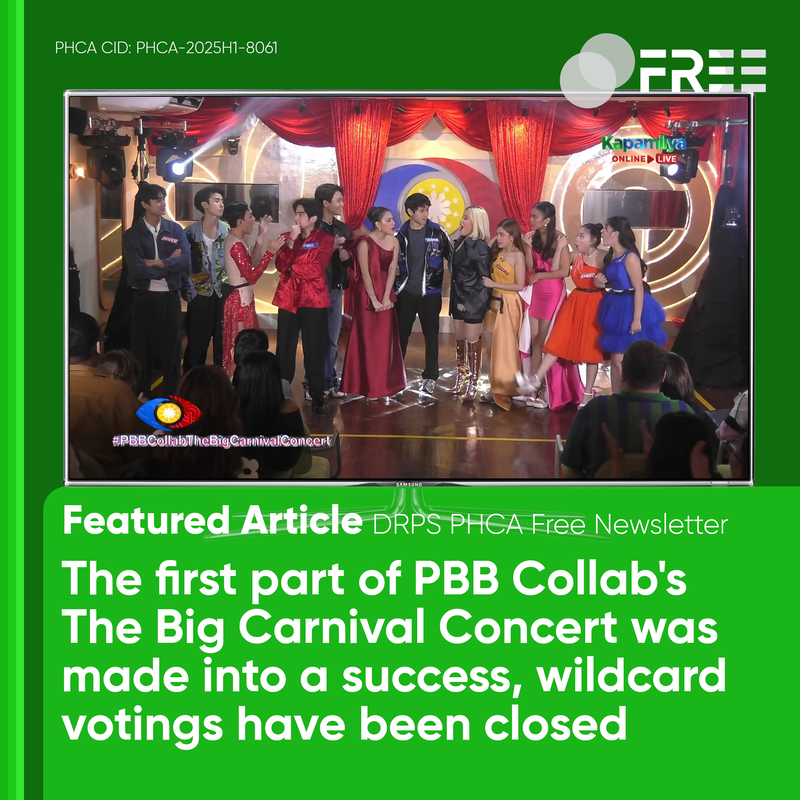 PHCA CID: PHCA-2025H1-8061
FREE
Kapamilya
ONLINE LIVE
#PBBCollabTheBigCarnivalConcert
SAMSUNG
Featured Article DRPS PHCA Free Newsletter
The first part of PBB Collab's
The Big Carnival Concert was
made into a success, wildcard
votings have been closed